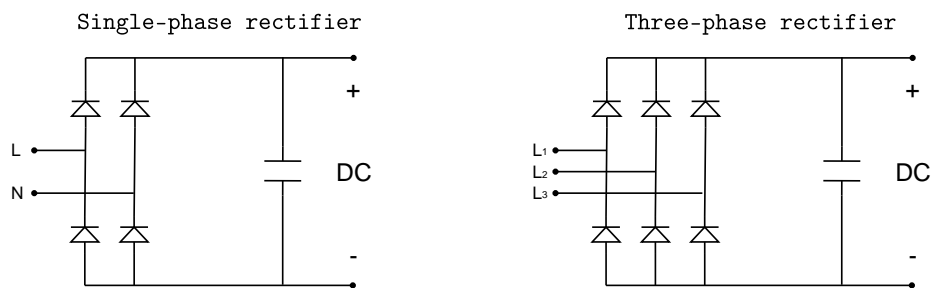 Single-phase rectifier
+
L
DC
N
-
Three-phase rectifier
+
L1
L2
DC
L3
-